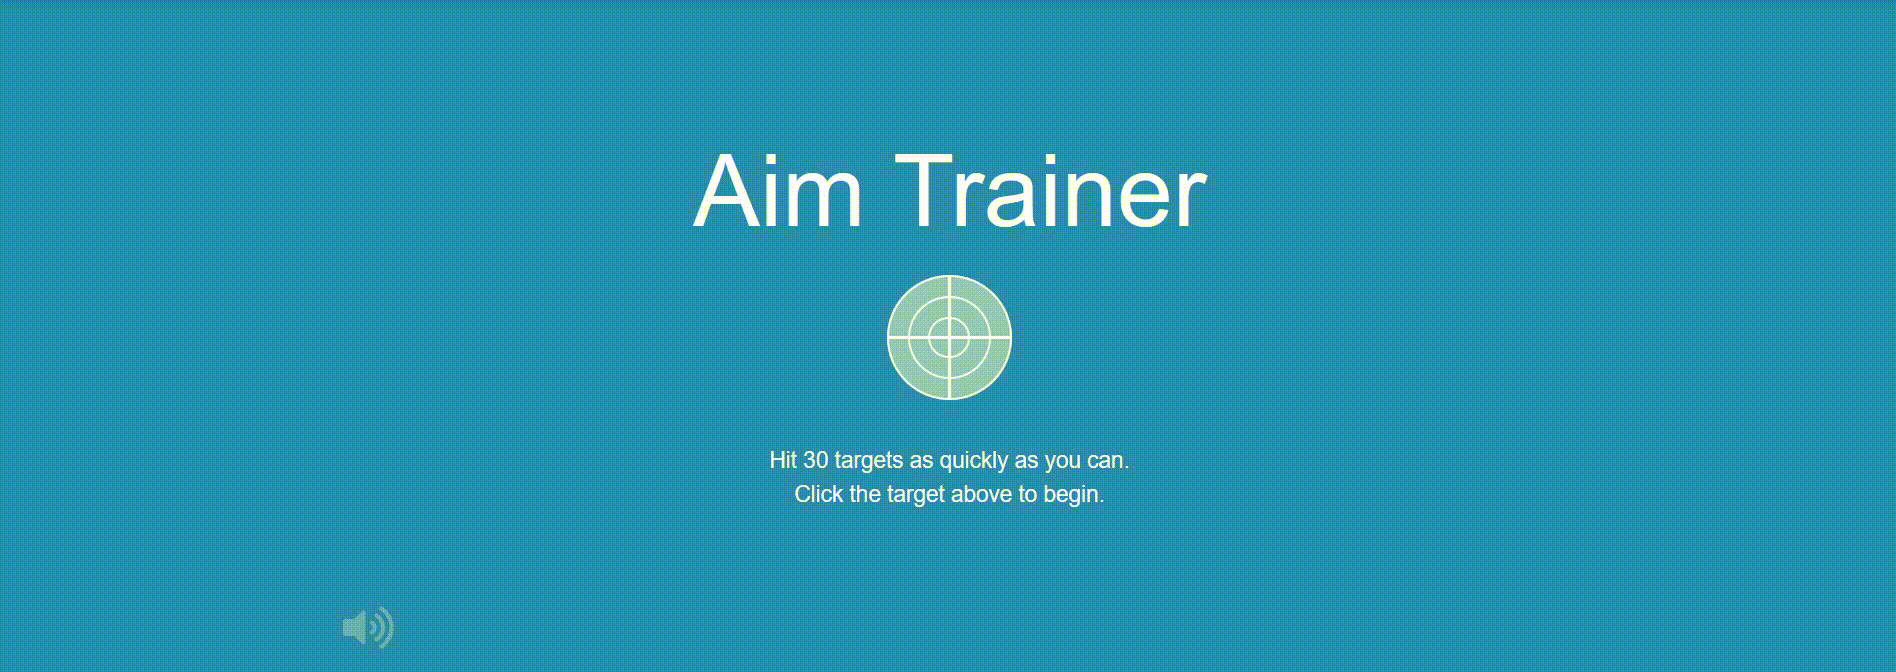 Aim Trainer
Hit 30 targets as quickly as you can.
Click the target above to begin.